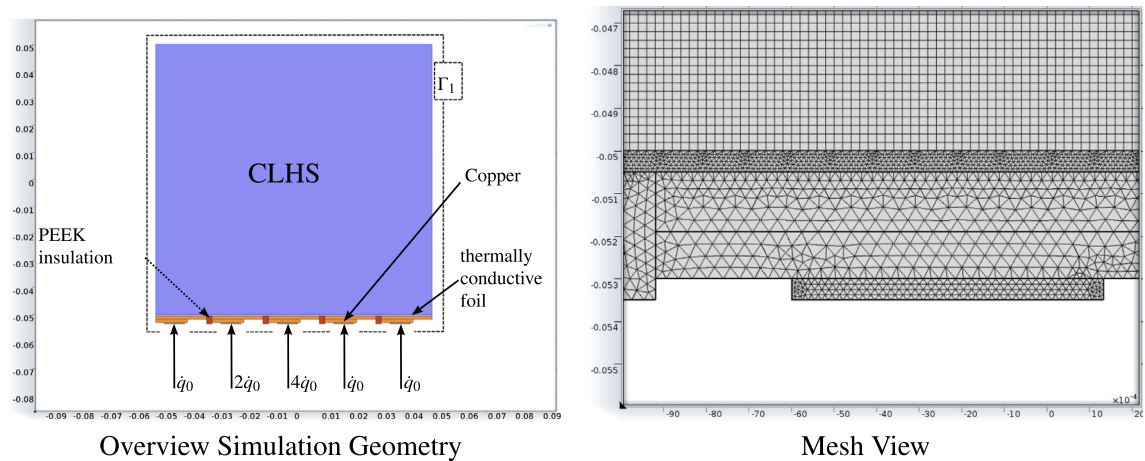 0.05
0.04
0.03
0.02
0.01
0
-0.01
-0.02
-0.03
-0.04
-0.05
-0.06
-0.07
-0.08
-0.09 -0.08 -0.07 -0.06 -0.05 -0.04 -0.03 -0.02 -0.01 0 0.01 0.02 0.03 0.04 0.05 0.06 0.07 0.08 0.09
Γ₁
CLHS
Copper
PEEK
insulation
thermally
conductive
foil
q̇₀ 2q̇₀ 4q̇₀ q̇₀ q̇₀
Overview Simulation Geometry
-0.047
-0.048
-0.049
-0.05
-0.051
-0.052
-0.053
-0.054
-0.055
×10⁻⁴
-90 -80 -70 -60 -50 -40 -30 -20 -10 0 10 20
Mesh View